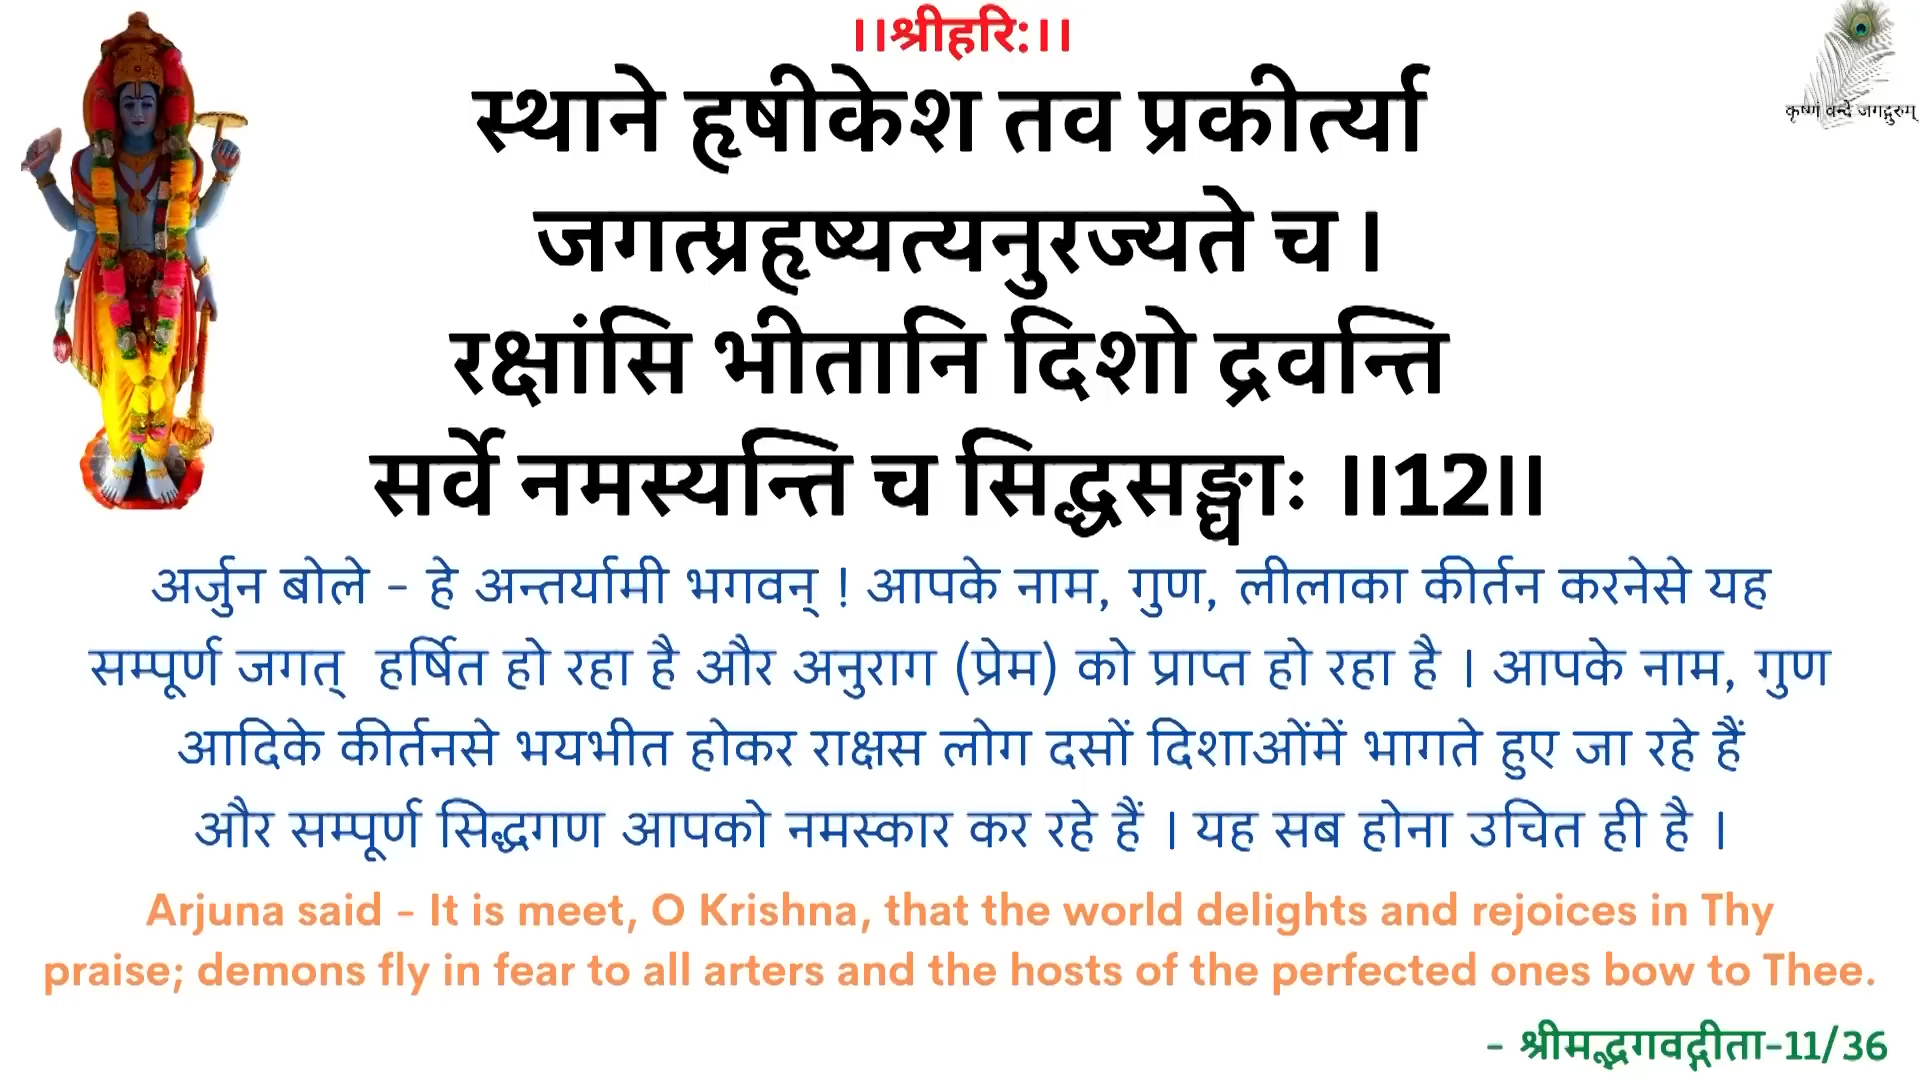 ।।श्रीहरि:।।
कृष्णं वन्दे जगद्गुरुम्
स्थाने हृषीकेश तव प्रकीर्त्या
जगत्प्रहृष्यत्यनुरज्यते च ।
रक्षांसि भीतानि दिशो द्रवन्ति
सर्वे नमस्यन्ति च सिद्धसङ्घाः ॥12॥
अर्जुन बोले - हे अन्तर्यामी भगवन् ! आपके नाम, गुण, लीलाका कीर्तन करनेसे यह
सम्पूर्ण जगत् हर्षित हो रहा है और अनुराग (प्रेम) को प्राप्त हो रहा है । आपके नाम, गुण
आदिके कीर्तनसे भयभीत होकर राक्षस लोग दसों दिशाओंमें भागते हुए जा रहे हैं
और सम्पूर्ण सिद्धगण आपको नमस्कार कर रहे हैं । यह सब होना उचित ही है ।
Arjuna said - It is meet, O Krishna, that the world delights and rejoices in Thy
praise; demons fly in fear to all arters and the hosts of the perfected ones bow to Thee.
- श्रीमद्भगवद्गीता-11/36